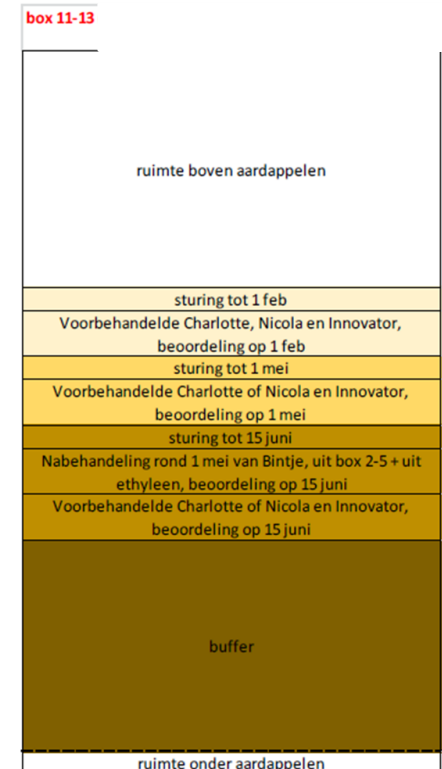 box 11-13
ruimte boven aardappelen
sturing tot 1 feb
Voorbehandelde Charlotte, Nicola en Innovator,
beoordeling op 1 feb
sturing tot 1 mei
Voorbehandelde Charlotte of Nicola en Innovator,
beoordeling op 1 mei
sturing tot 15 juni
Nabehandeling rond 1 mei van Bintje, uit box 2-5 + uit
ethyleen, beoordeling op 15 juni
Voorbehandelde Charlotte of Nicola en Innovator,
beoordeling op 15 juni
buffer
ruimte onder aardappelen